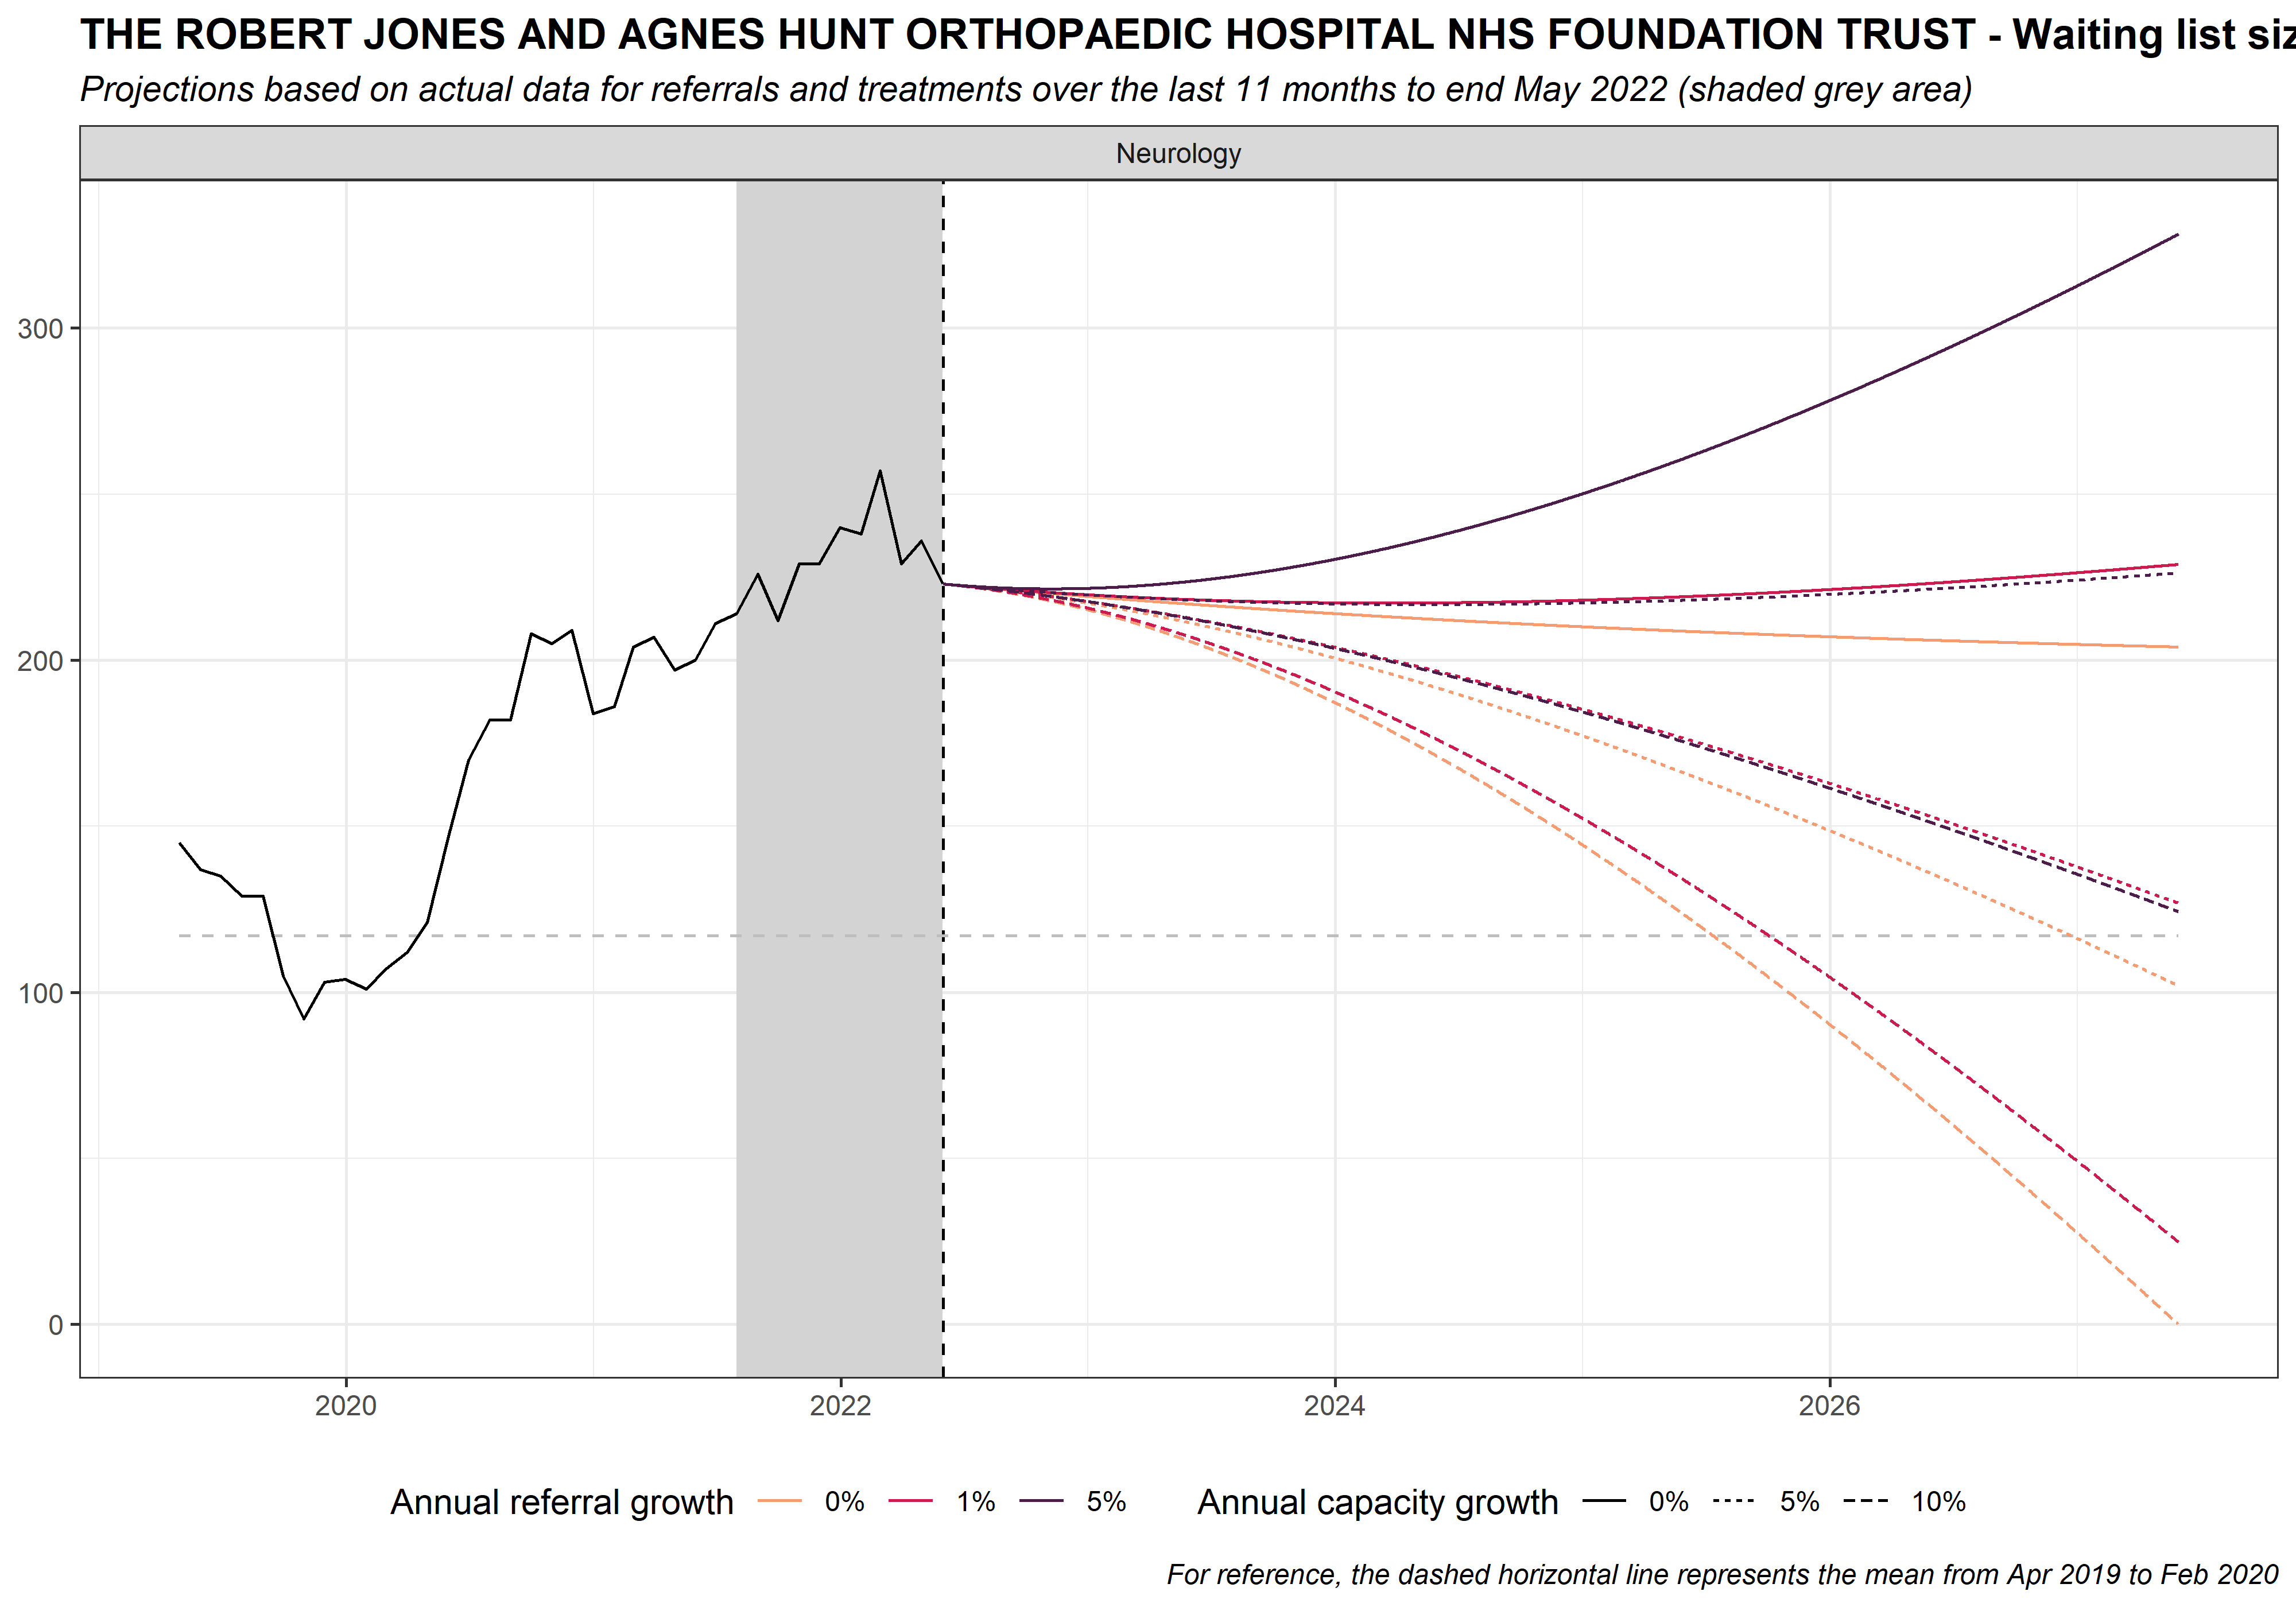 THE ROBERT JONES AND AGNES HUNT ORTHOPAEDIC HOSPITAL NHS FOUNDATION TRUST - Waiting list siz
Projections based on actual data for referrals and treatments over the last 11 months to end May 2022 (shaded grey area)
Neurology
300
200
100
0
2020 2022 2024 2026
Annual referral growth 0% 1% 5% Annual capacity growth 0% 5% 10%
For reference, the dashed horizontal line represents the mean from Apr 2019 to Feb 2020